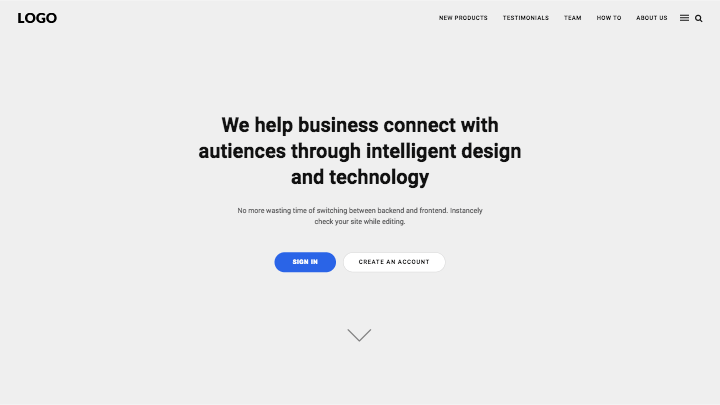 LOGO
NEW PRODUCTS TESTIMONIALS TEAM HOW TO ABOUT US
We help business connect with
autiences through intelligent design
and technology
No more wasting time of switching between backend and frontend. Instancely
check your site while editing.
SIGN IN CREATE AN ACCOUNT